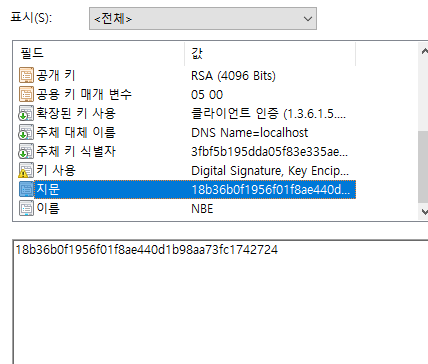 표시(S): <전체>
필드 값
공개 키 RSA (4096 Bits)
공용 키 매개 변수 05 00
확장된 키 사용 클라이언트 인증 (1.3.6.1.5....
주체 대체 이름 DNS Name=localhost
주체 키 식별자 3fbf5b195dda05f83e335ae...
키 사용 Digital Signature, Key Encip...
지문 18b36b0f1956f01f8ae440d...
이름 NBE
18b36b0f1956f01f8ae440d1b98aa73fc1742724